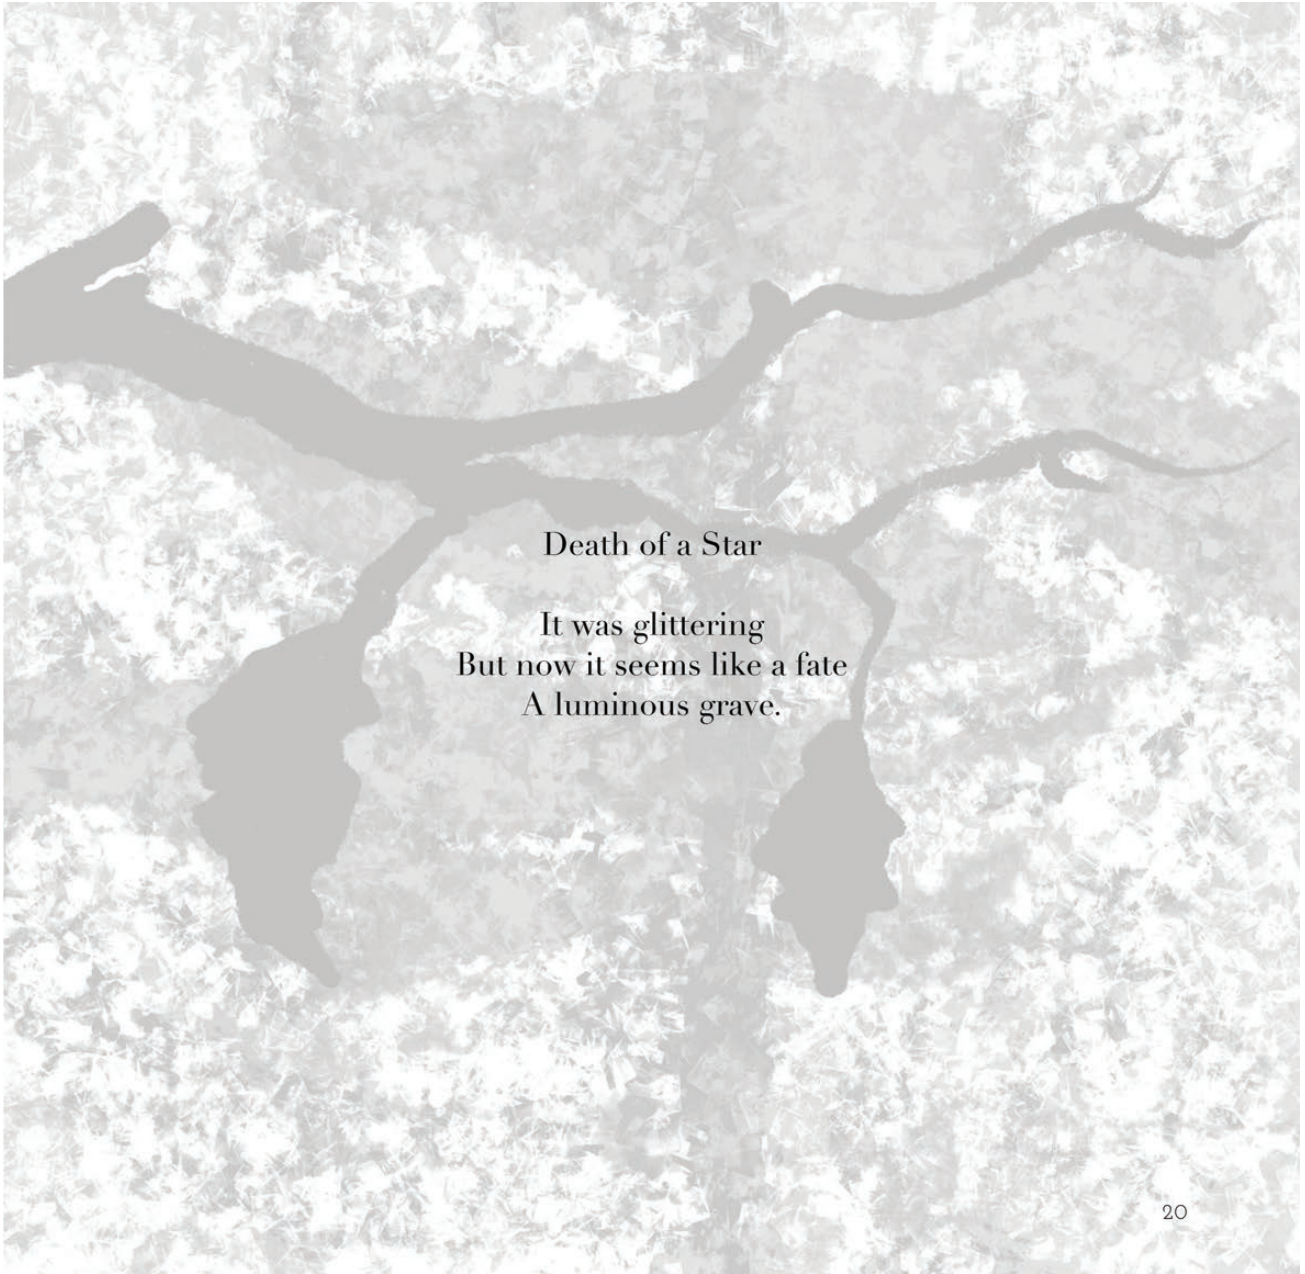 Death of a Star
It was glittering
But now it seems like a fate
A luminous grave.
20